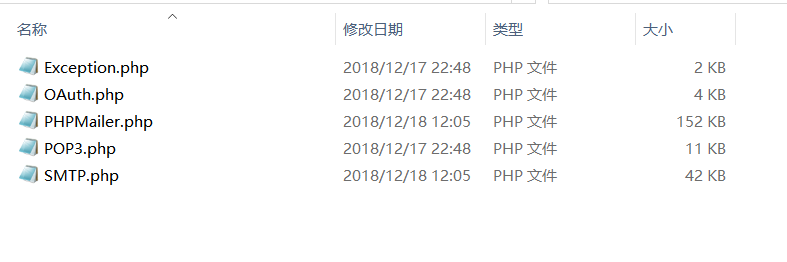 名称 修改日期 类型 大小
Exception.php 2018/12/17 22:48 PHP 文件 2 KB
OAuth.php 2018/12/17 22:48 PHP 文件 4 KB
PHPMailer.php 2018/12/18 12:05 PHP 文件 152 KB
POP3.php 2018/12/17 22:48 PHP 文件 11 KB
SMTP.php 2018/12/18 12:05 PHP 文件 42 KB